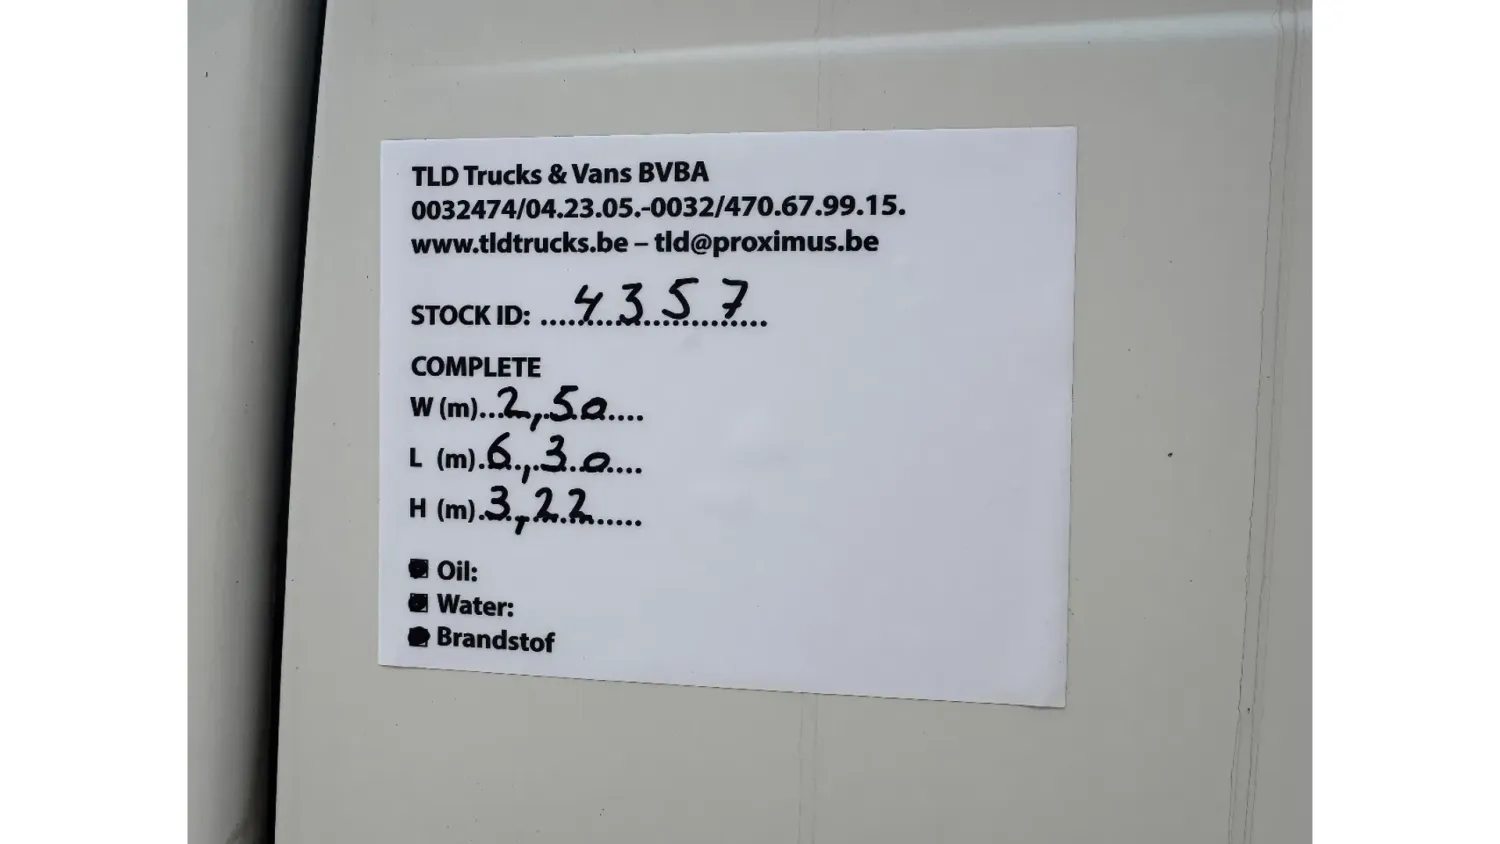 TLD Trucks & Vans BVBA
0032474/04.23.05.-0032/470.67.99.15.
www.tldtrucks.be – tld@proximus.be
STOCK ID: 4357
COMPLETE
W (m) 2,50
L (m) 6,30
H (m) 3,22
Oil:
Water:
Brandstof